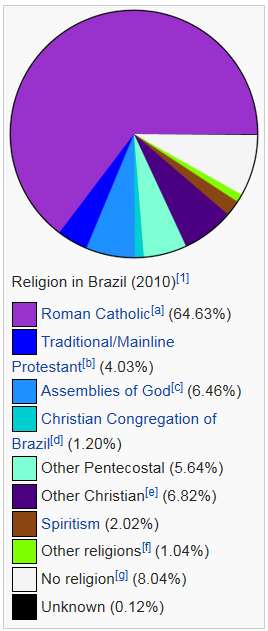 Religion in Brazil (2010)[1]
Roman Catholic[a] (64.63%)
Traditional/Mainline
Protestant[b] (4.03%)
Assemblies of God[c] (6.46%)
Christian Congregation of
Brazil[d] (1.20%)
Other Pentecostal (5.64%)
Other Christian[e] (6.82%)
Spiritism (2.02%)
Other religions[f] (1.04%)
No religion[g] (8.04%)
Unknown (0.12%)